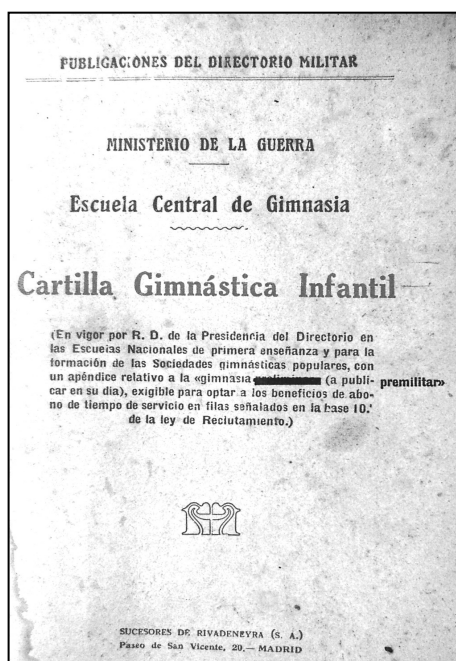 PUBLICACIONES DEL DIRECTORIO MILITAR
MINISTERIO DE LA GUERRA
Escuela Central de Gimnasia
Cartilla Gimnástica Infantil
(En vigor por R. D. de la Presidencia del Directorio en
las Escuelas Nacionales de primera enseñanza y para la
formación de las Sociedades gimnásticas populares, con
un apéndice relativo a la «gimnasia (a publi- premilitar»
car en su día), exigible para optar a los beneficios de abo-
no de tiempo de servicio en filas señalados en la base 10.ª
de la ley de Reclutamiento.)
SUCESORES DE RIVADENEYRA (S. A.)
Paseo de San Vicente, 20.—MADRID